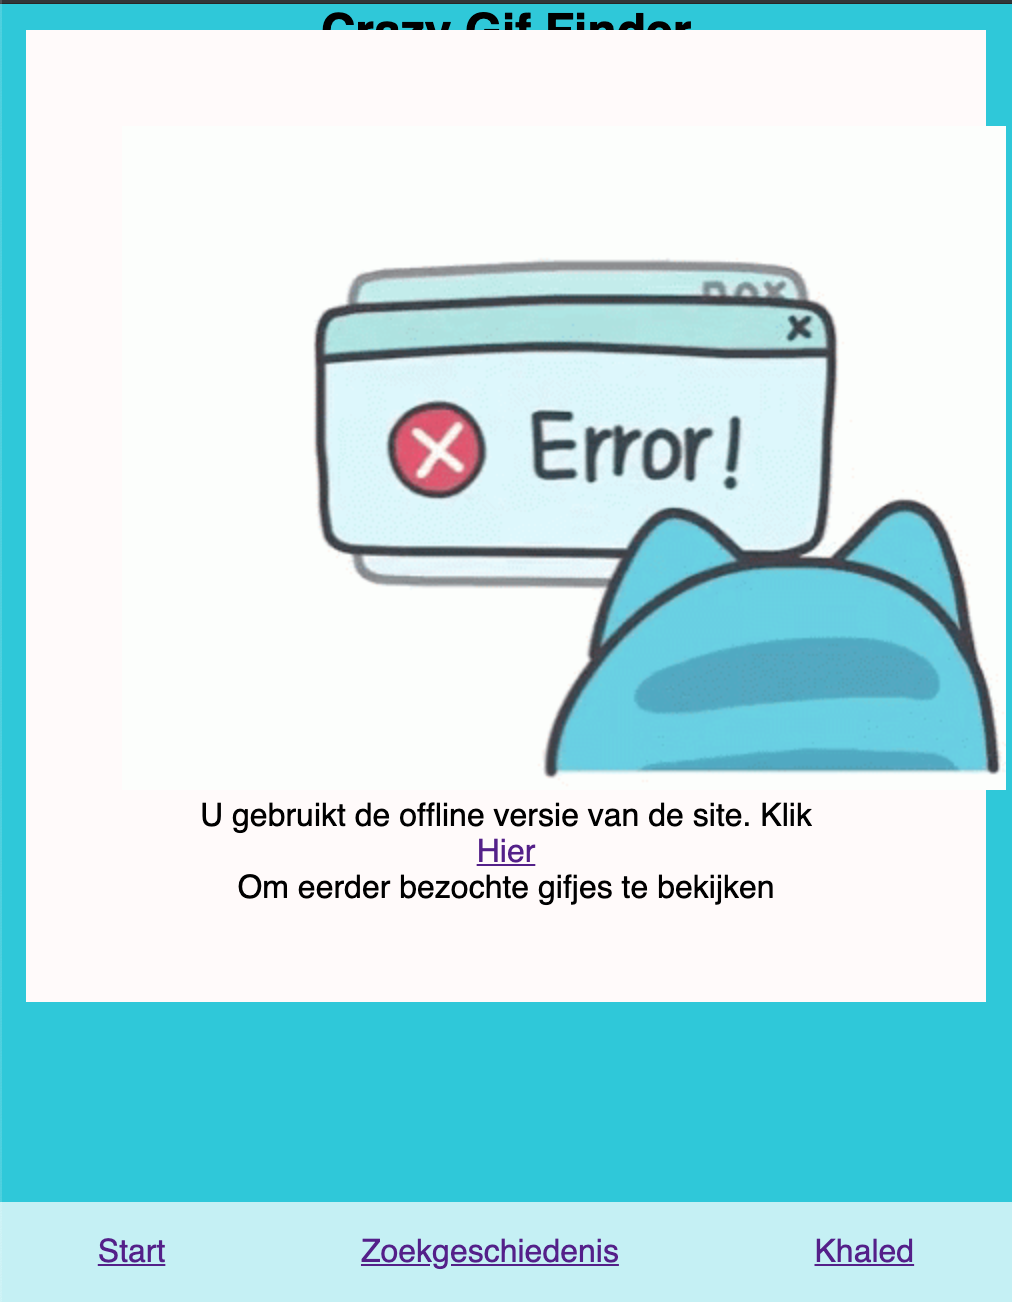 Crazy Gif Finder
Error!
U gebruikt de offline versie van de site. Klik
Hier
Om eerder bezochte gifjes te bekijken
Start
Zoekgeschiedenis
Khaled